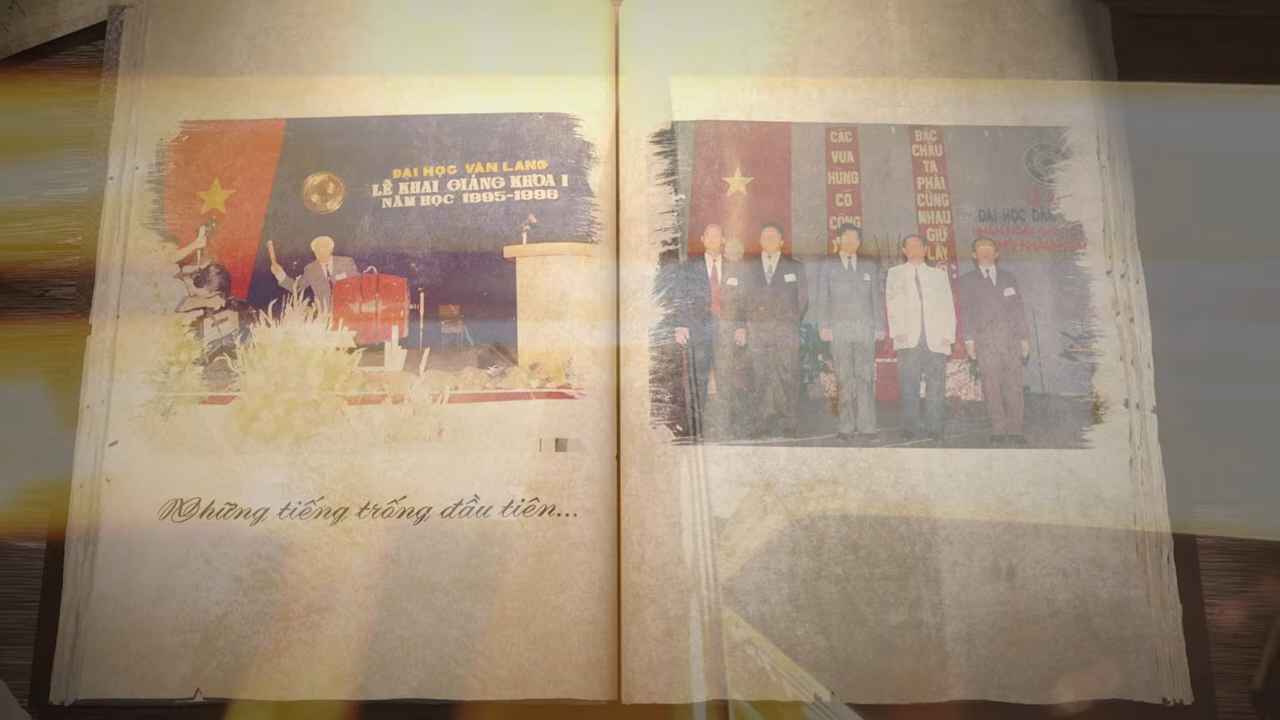 ĐẠI HỌC VĂN LANG
LỄ KHAI GIẢNG KHÓA I
NĂM HỌC 1995-1996
Những tiếng trống đầu tiên...
CÁC
VUA
HÙNG
CÓ
CÔNG
BÁC
CHÁU
TA
PHẢI
CÙNG
NHAU
GIỮ
LẤY
ĐẠI HỌC DÂN